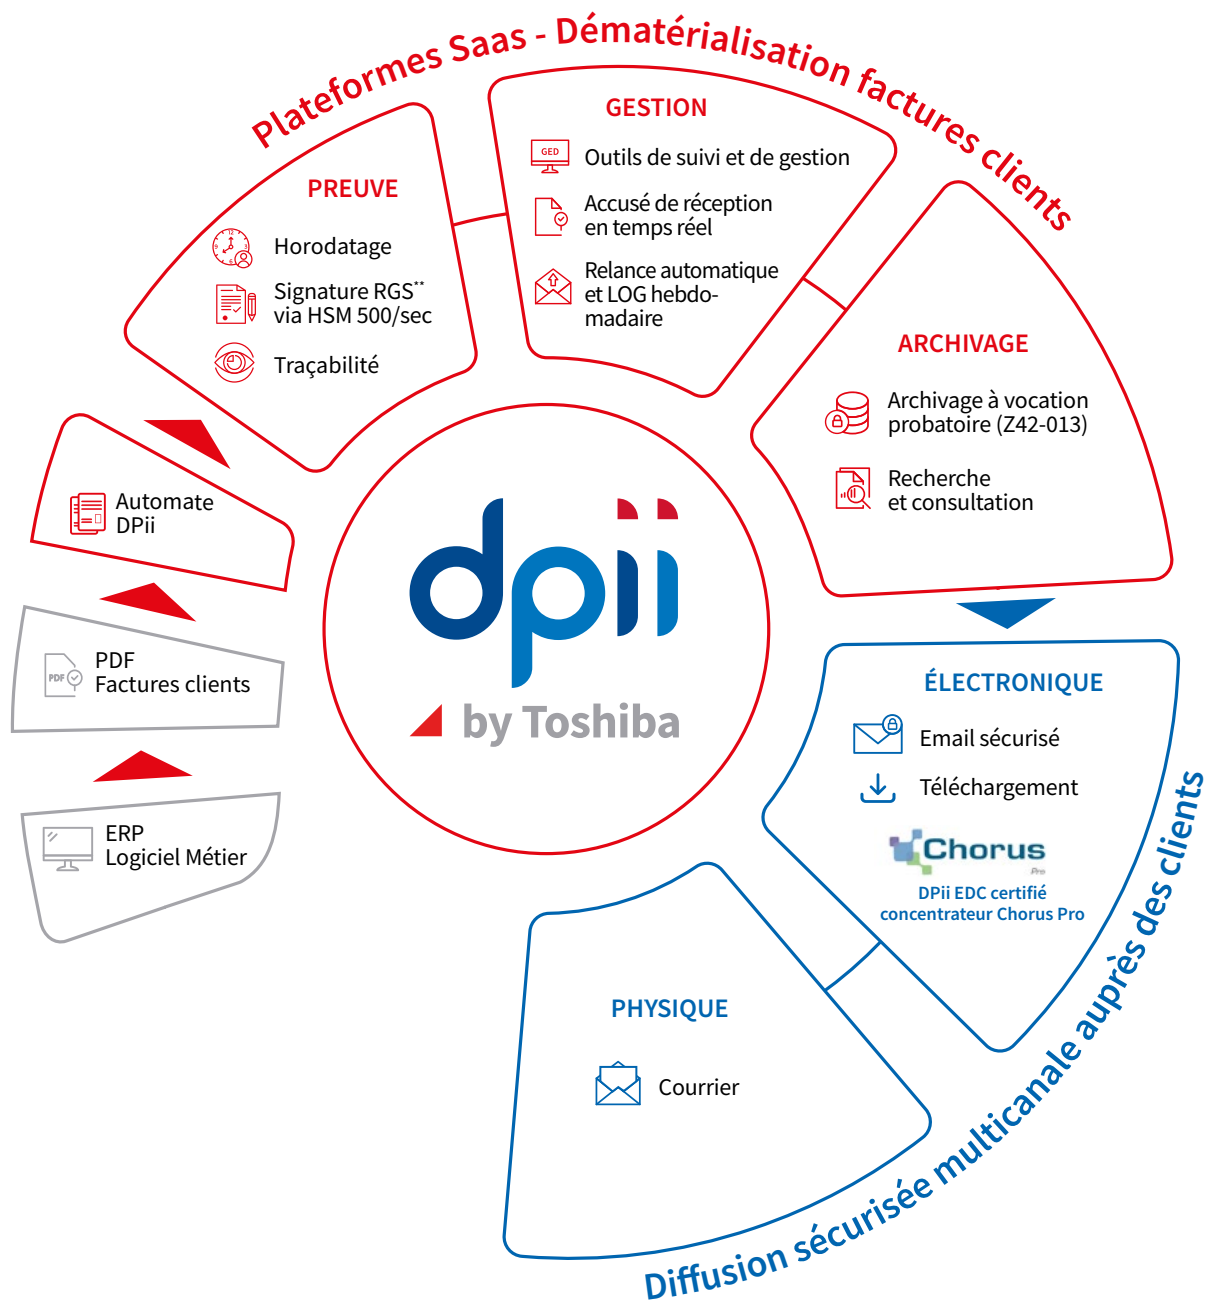 Plateformes Saas - Dématérialisation factures clients
PREUVE
Horodatage
Signature RGS**
via HSM 500/sec
Traçabilité
GESTION
GED
Outils de suivi et de gestion
Accusé de réception
en temps réel
Relance automatique
et LOG hebdo-
madaire
ARCHIVAGE
Archivage à vocation
probatoire (Z42-013)
Recherche
et consultation
Automate
DPii
PDF
PDF
Factures clients
ERP
Logiciel Métier
dpii
by Toshiba
ÉLECTRONIQUE
Email sécurisé
Téléchargement
Chorus
Pro
DPii EDC certifié
concentrateur Chorus Pro
PHYSIQUE
Courrier
Diffusion sécurisée multicanale auprès des clients